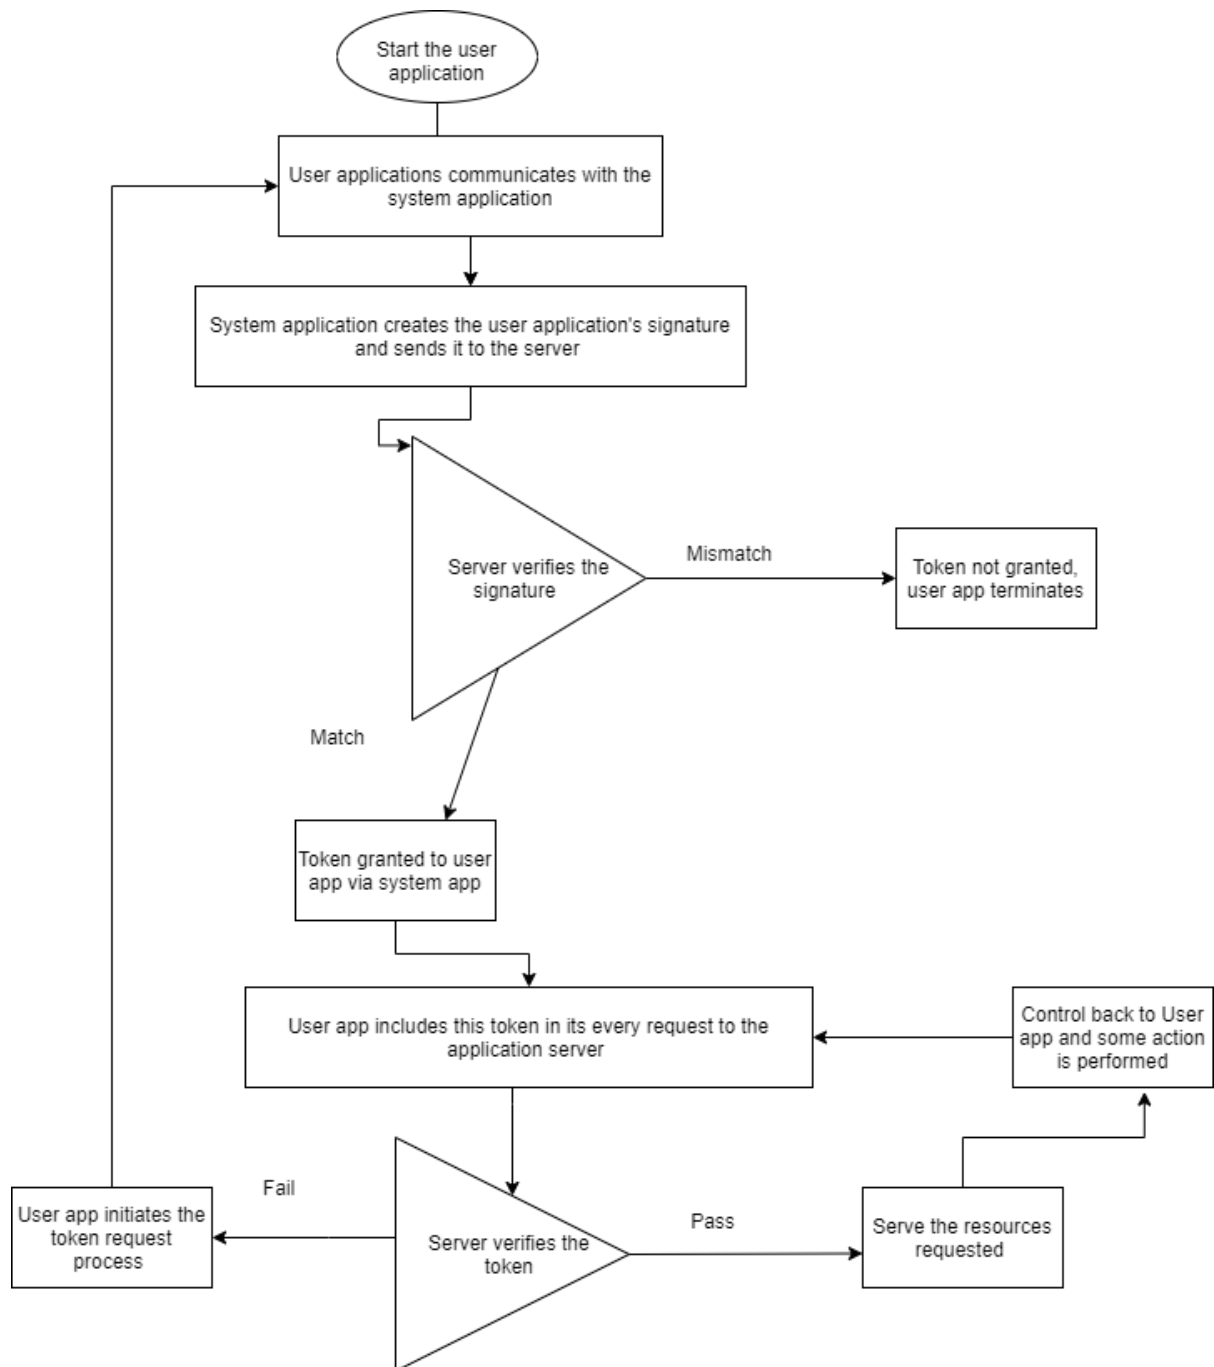 Start the user
application
User applications communicates with the
system application
System application creates the user application's signature
and sends it to the server
Server verifies the
signature
Mismatch
Token not granted,
user app terminates
Match
Token granted to user
app via system app
User app includes this token in its every request to the
application server
Control back to User
app and some action
is performed
Fail
User app initiates the
token request
process
Server verifies the
token
Pass
Serve the resources
requested